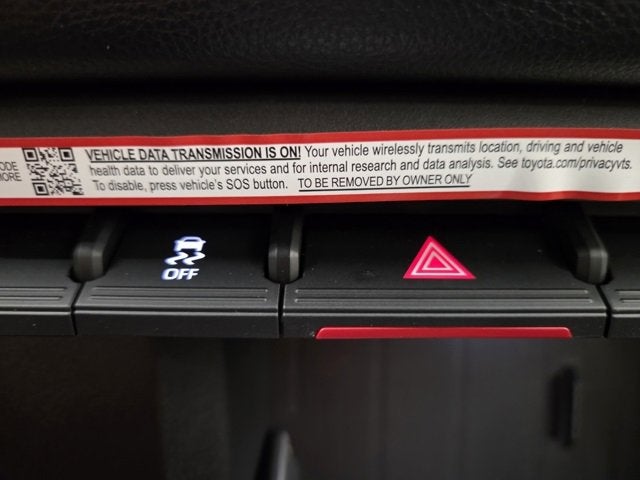 CODE
MORE
VEHICLE DATA TRANSMISSION IS ON! Your vehicle wirelessly transmits location, driving and vehicle
health data to deliver your services and for internal research and data analysis. See toyota.com/privacyvts.
To disable, press vehicle's SOS button. TO BE REMOVED BY OWNER ONLY
OFF